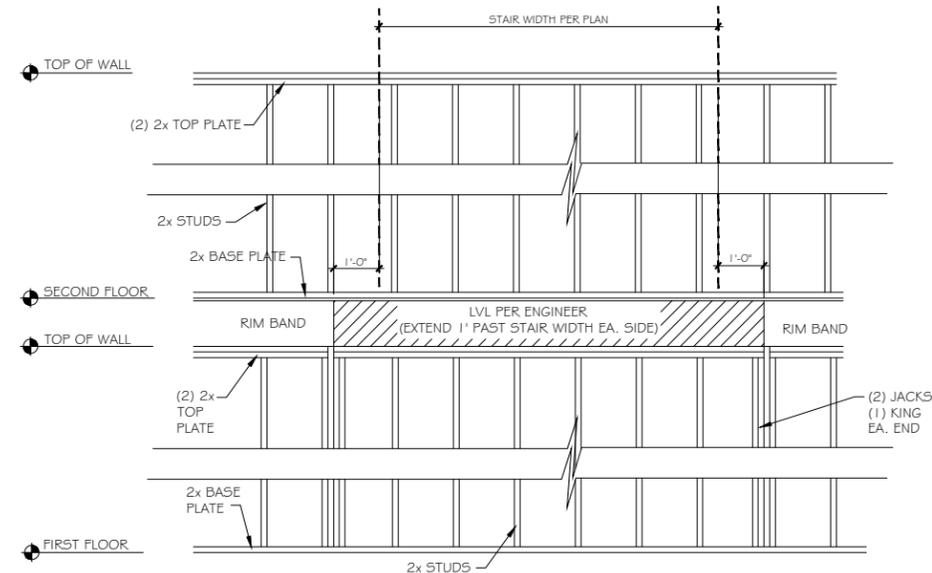 STAIR WIDTH PER PLAN
TOP OF WALL
(2) 2x TOP PLATE
2x STUDS
2x BASE PLATE
1'-0"
1'-0"
SECOND FLOOR
RIM BAND
LVL PER ENGINEER
(EXTEND 1' PAST STAIR WIDTH EA. SIDE)
RIM BAND
TOP OF WALL
(2) 2x
TOP
PLATE
(2) JACKS
(1) KING
EA. END
2x BASE
PLATE
FIRST FLOOR
2x STUDS